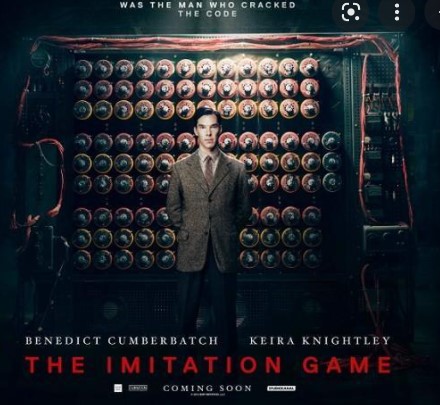 WAS THE MAN WHO CRACKED
THE CODE
BENEDICT CUMBERBATCH KEIRA KNIGHTLEY
THE IMITATION GAME
COMING SOON